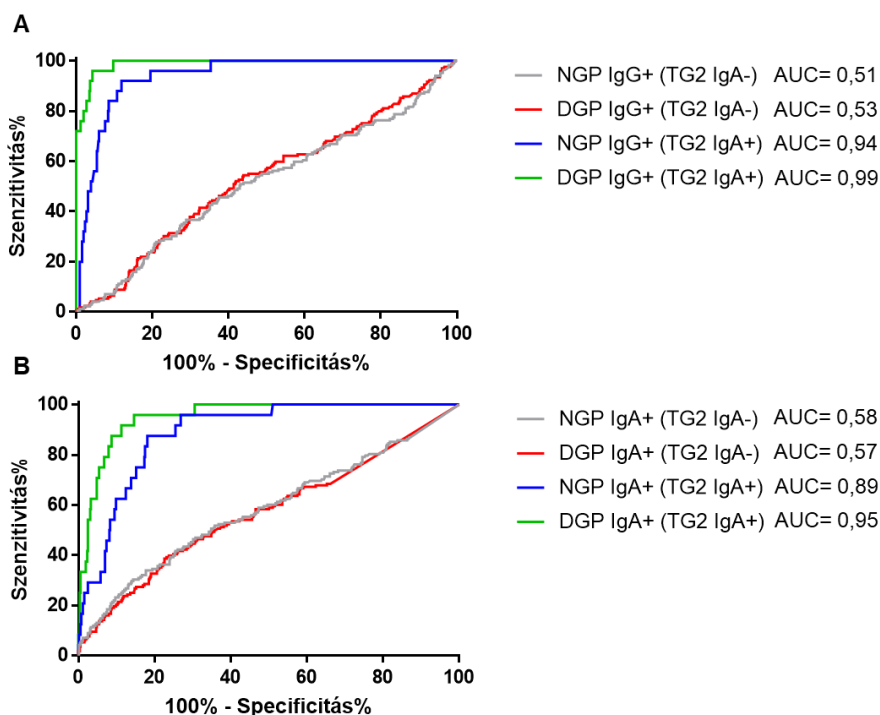 A
100
80
60
40
20
0
Szenzitivitás%
0 20 40 60 80 100
100% - Specificitás%
NGP IgG+ (TG2 IgA-) AUC= 0,51
DGP IgG+ (TG2 IgA-) AUC= 0,53
NGP IgG+ (TG2 IgA+) AUC= 0,94
DGP IgG+ (TG2 IgA+) AUC= 0,99
B
100
80
60
40
20
0
Szenzitivitás%
0 20 40 60 80 100
100% - Specificitás%
NGP IgA+ (TG2 IgA-) AUC= 0,58
DGP IgA+ (TG2 IgA-) AUC= 0,57
NGP IgA+ (TG2 IgA+) AUC= 0,89
DGP IgA+ (TG2 IgA+) AUC= 0,95